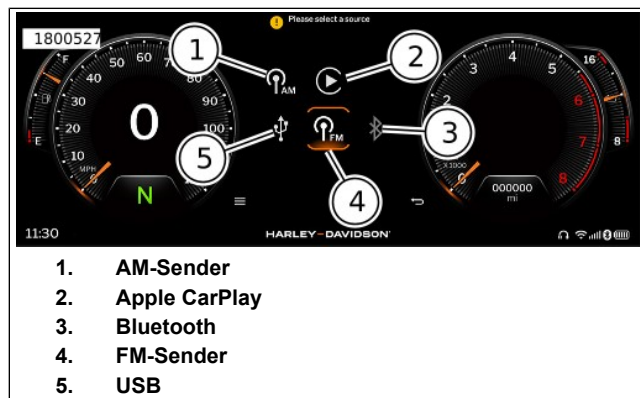 Please select a source
1800527
1
2
3
4
5
AM
FM
F
E
MPH
0
10
20
30
40
50
60
90
100
0
N
X1000
2
3
4
5
6
7
8
16
8
000000
mi
11:30
HARLEY-DAVIDSON
1. AM-Sender
2. Apple CarPlay
3. Bluetooth
4. FM-Sender
5. USB